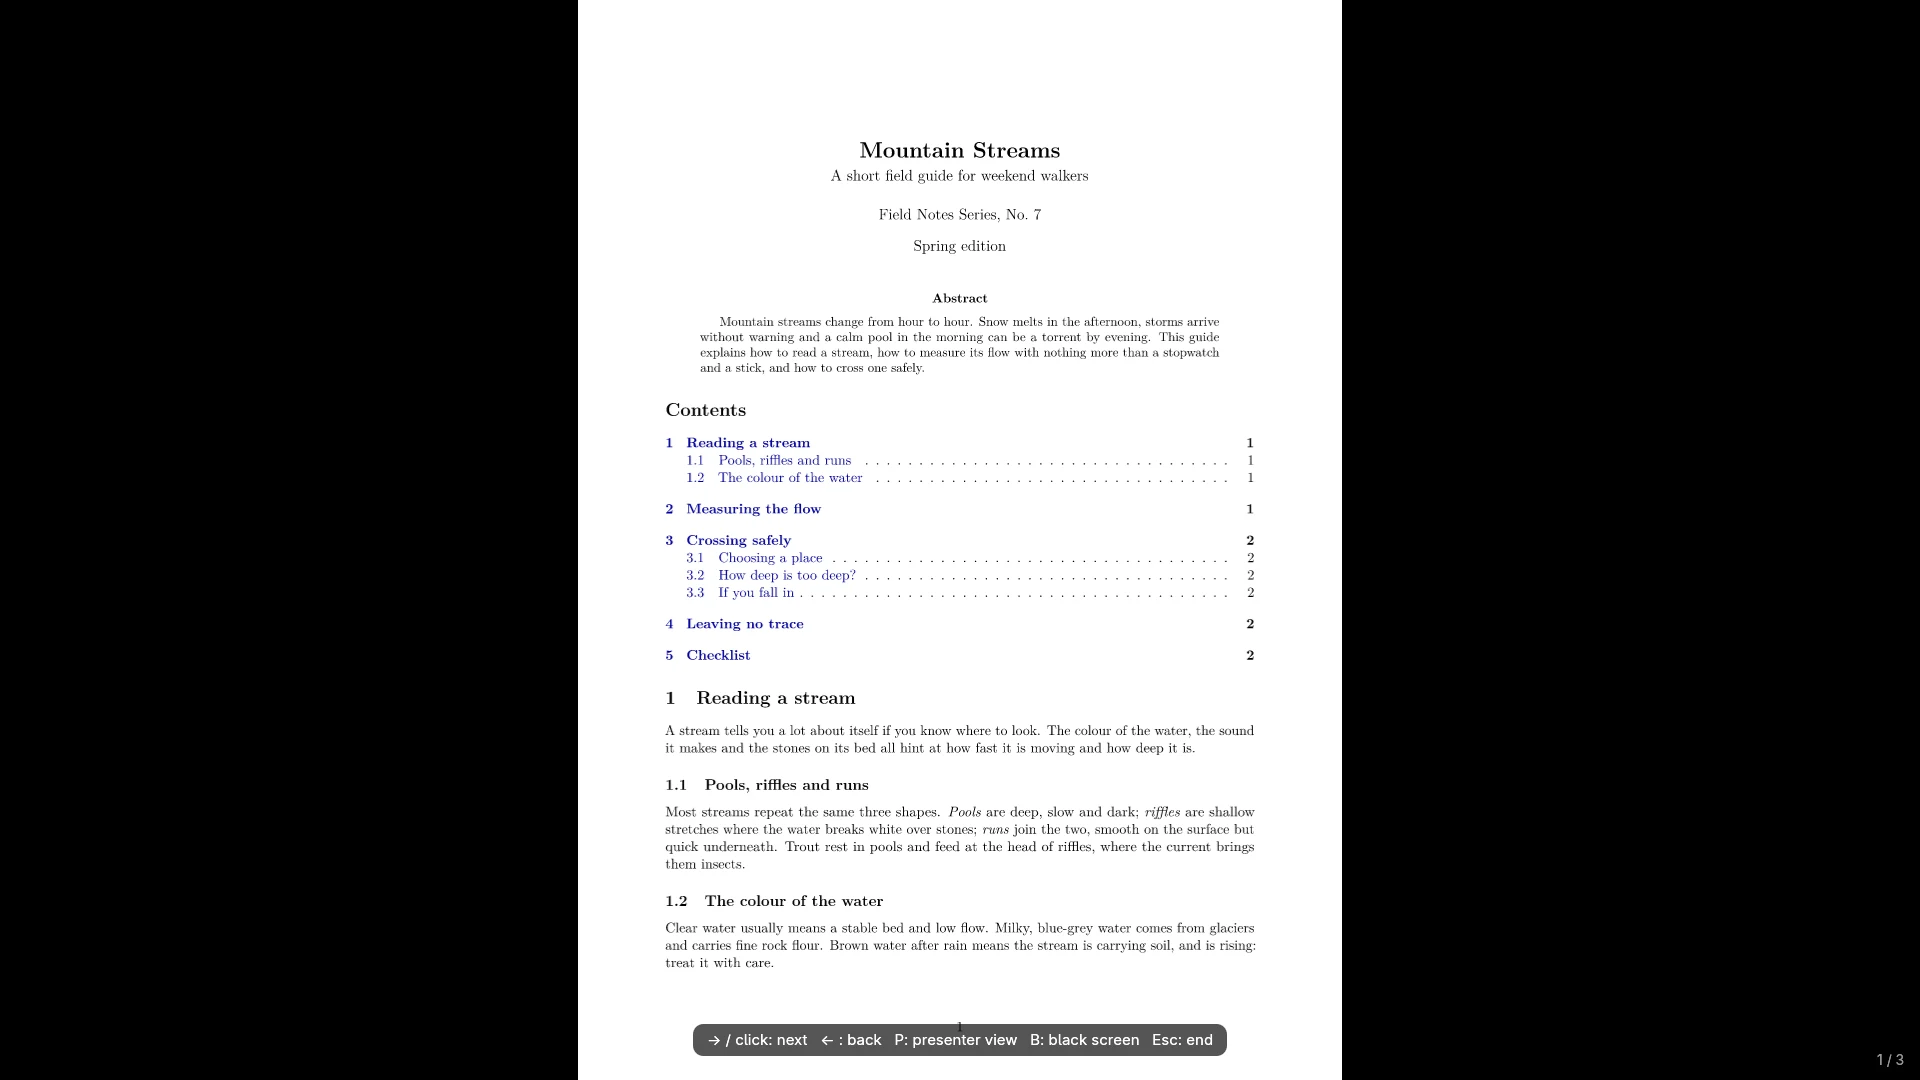 Mountain Streams
A short field guide for weekend walkers
Field Notes Series, No. 7
Spring edition
Abstract
Mountain streams change from hour to hour. Snow melts in the afternoon, storms arrive
without warning and a calm pool in the morning can be a torrent by evening. This guide
explains how to read a stream, how to measure its flow with nothing more than a stopwatch
and a stick, and how to cross one safely.
Contents
1 Reading a stream 1
1.1 Pools, riffles and runs . . . . . . . . . . . . . . . . . . . . . . . . . . . . . . . . . . 1
1.2 The colour of the water . . . . . . . . . . . . . . . . . . . . . . . . . . . . . . . . . 1
2 Measuring the flow 1
3 Crossing safely 2
3.1 Choosing a place . . . . . . . . . . . . . . . . . . . . . . . . . . . . . . . . . . . . . 2
3.2 How deep is too deep? . . . . . . . . . . . . . . . . . . . . . . . . . . . . . . . . . . 2
3.3 If you fall in . . . . . . . . . . . . . . . . . . . . . . . . . . . . . . . . . . . . . . . . 2
4 Leaving no trace 2
5 Checklist 2
1 Reading a stream
A stream tells you a lot about itself if you know where to look. The colour of the water, the sound
it makes and the stones on its bed all hint at how fast it is moving and how deep it is.
1.1 Pools, riffles and runs
Most streams repeat the same three shapes. Pools are deep, slow and dark; riffles are shallow
stretches where the water breaks white over stones; runs join the two, smooth on the surface but
quick underneath. Trout rest in pools and feed at the head of riffles, where the current brings
them insects.
1.2 The colour of the water
Clear water usually means a stable bed and low flow. Milky, blue-grey water comes from glaciers
and carries fine rock flour. Brown water after rain means the stream is carrying soil, and is rising:
treat it with care.
1
→ / click: next ← : back P: presenter view B: black screen Esc: end
1 / 3